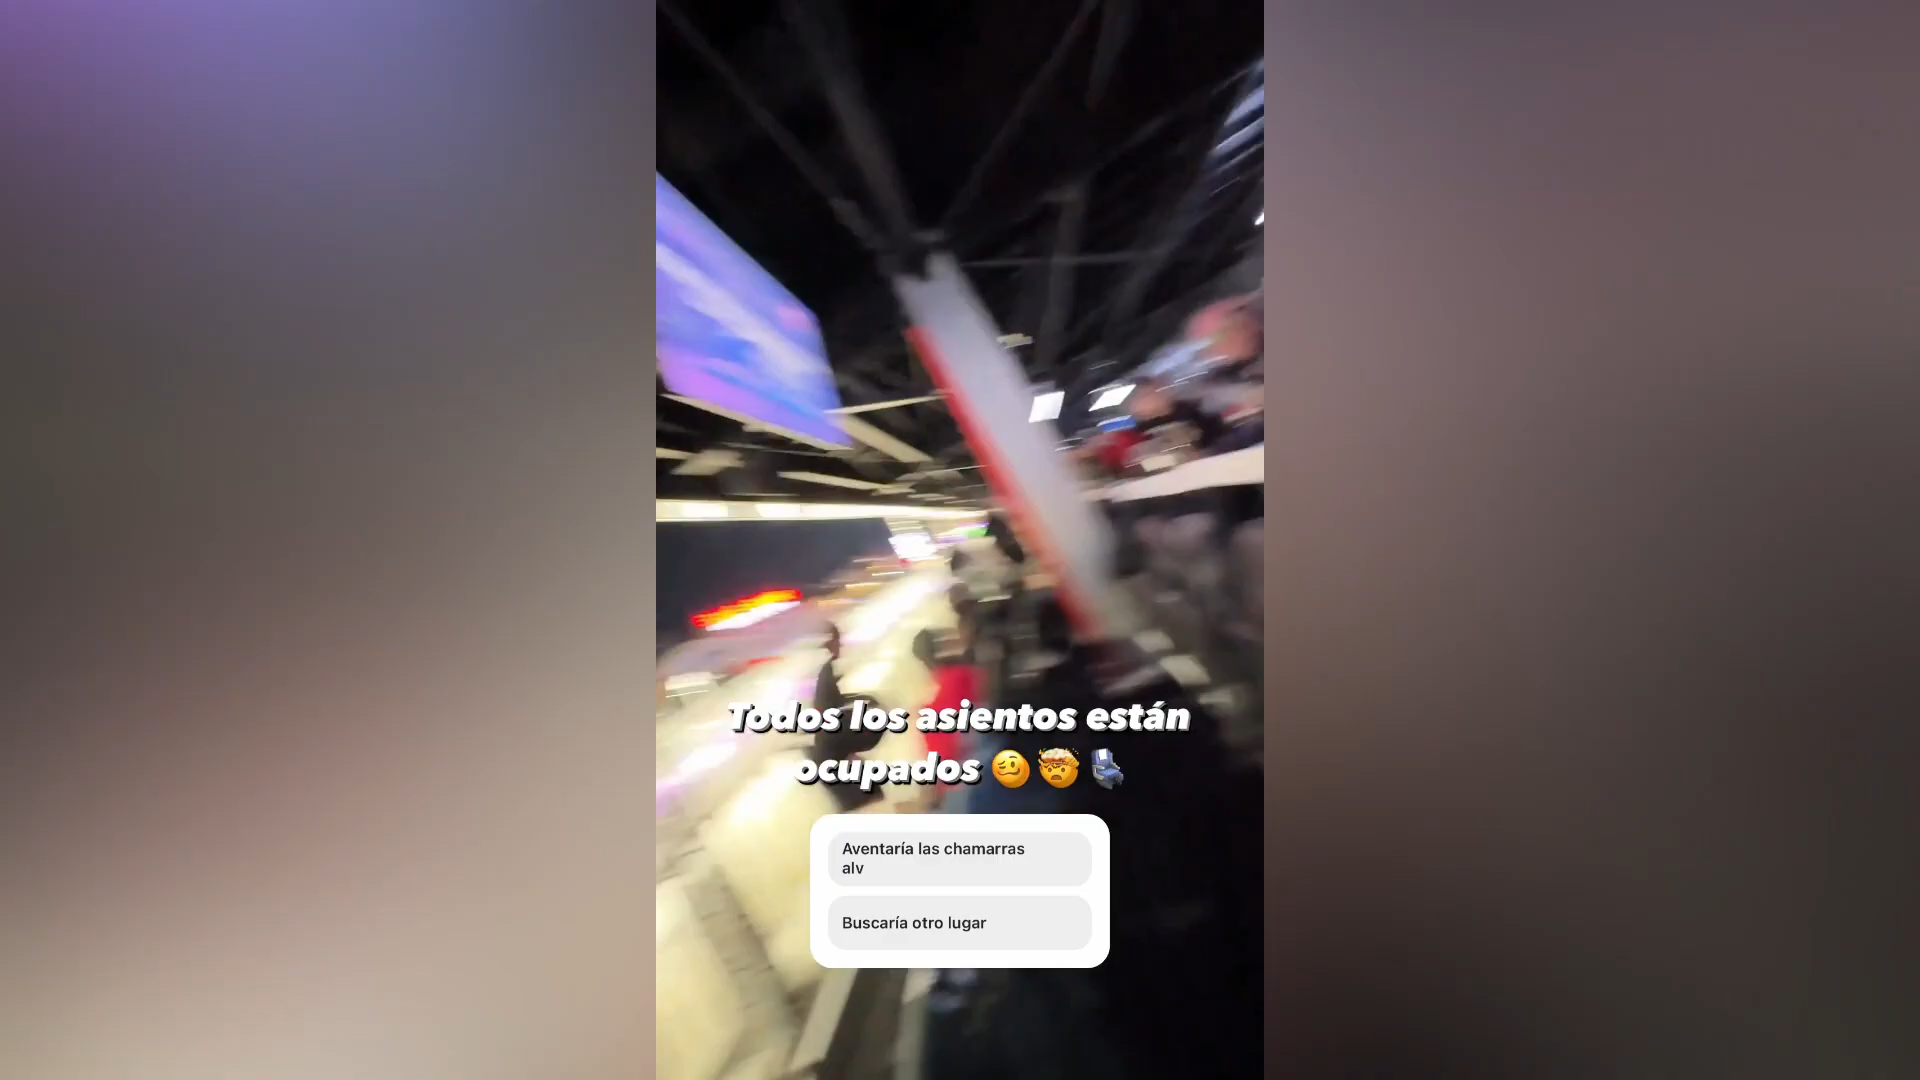 Todos los asientos están
ocupados 🥴 🤯 💺
Aventaría las chamarras
alv
Buscaría otro lugar